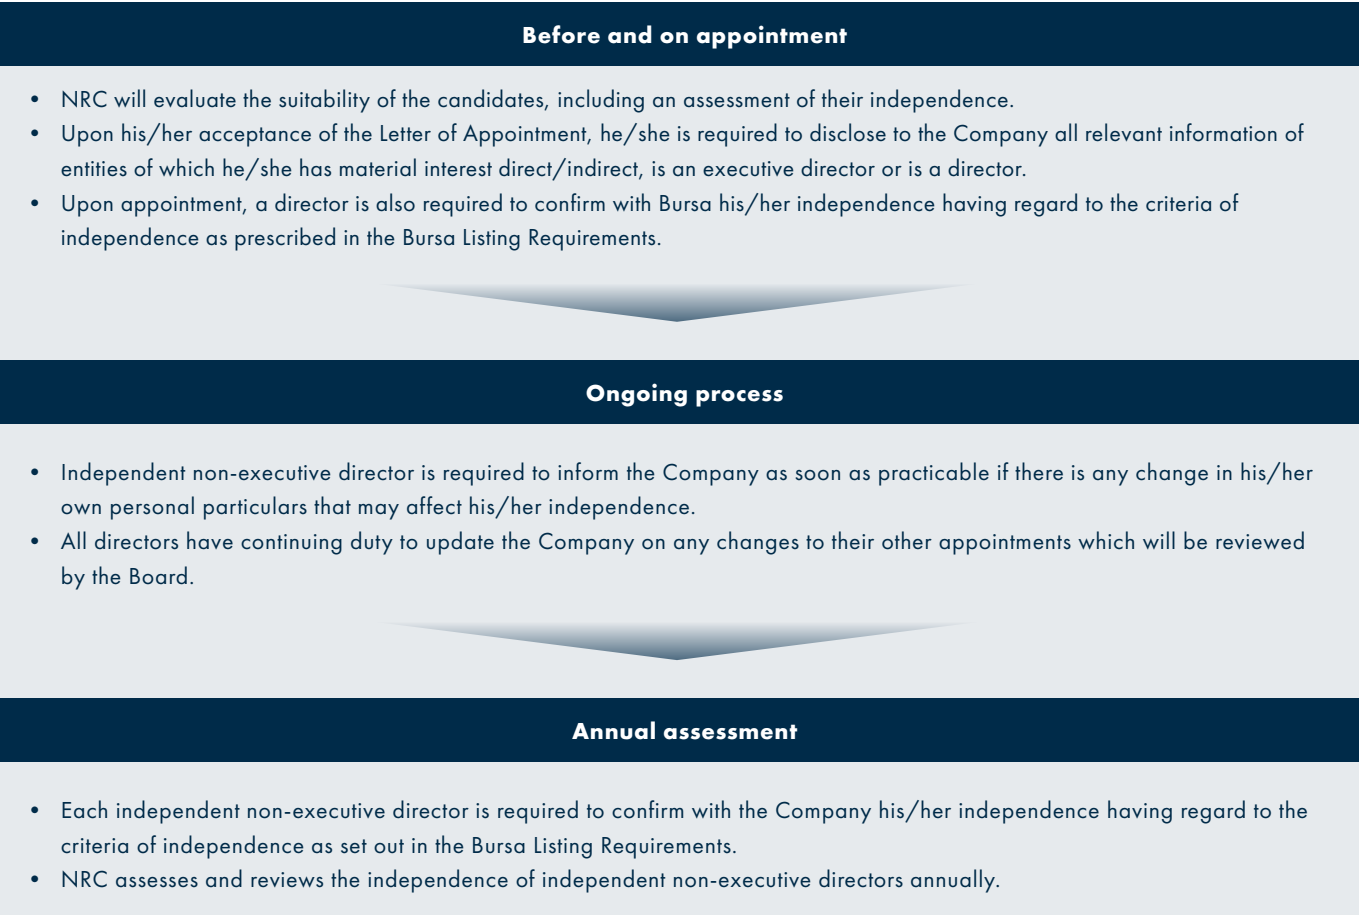 Before and on appointment
• NRC will evaluate the suitability of the candidates, including an assessment of their independence.
• Upon his/her acceptance of the Letter of Appointment, he/she is required to disclose to the Company all relevant information of
entities of which he/she has material interest direct/indirect, is an executive director or is a director.
• Upon appointment, a director is also required to confirm with Bursa his/her independence having regard to the criteria of
independence as prescribed in the Bursa Listing Requirements.
Ongoing process
• Independent non-executive director is required to inform the Company as soon as practicable if there is any change in his/her
own personal particulars that may affect his/her independence.
• All directors have continuing duty to update the Company on any changes to their other appointments which will be reviewed
by the Board.
Annual assessment
• Each independent non-executive director is required to confirm with the Company his/her independence having regard to the
criteria of independence as set out in the Bursa Listing Requirements.
• NRC assesses and reviews the independence of independent non-executive directors annually.